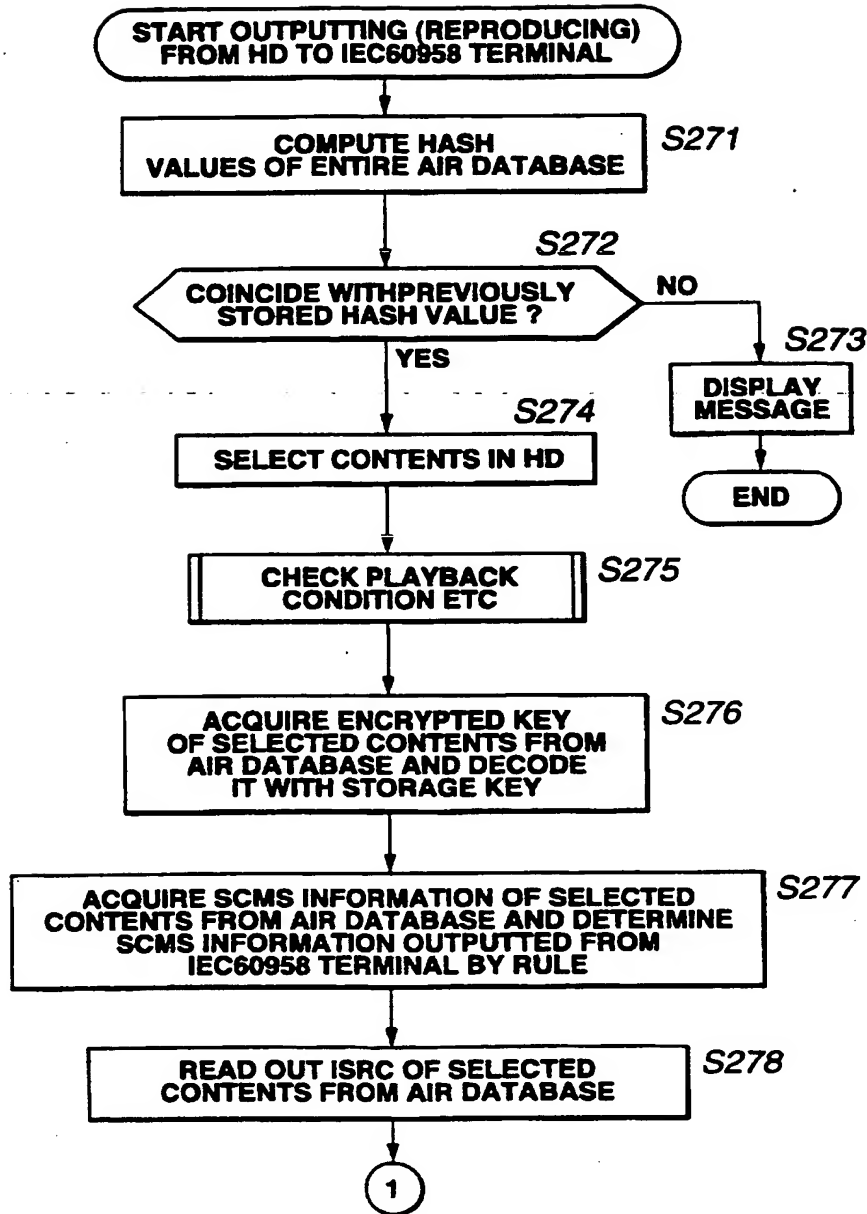 START OUTPUTTING (REPRODUCING)
FROM HD TO IEC60958 TERMINAL
COMPUTE HASH
VALUES OF ENTIRE AIR DATABASE
S271
S272
COINCIDE WITHPREVIOUSLY
STORED HASH VALUE ?
NO
YES
S273
DISPLAY
MESSAGE
END
S274
SELECT CONTENTS IN HD
CHECK PLAYBACK
CONDITION ETC
S275
ACQUIRE ENCRYPTED KEY
OF SELECTED CONTENTS FROM
AIR DATABASE AND DECODE
IT WITH STORAGE KEY
S276
ACQUIRE SCMS INFORMATION OF SELECTED
CONTENTS FROM AIR DATABASE AND DETERMINE
SCMS INFORMATION OUTPUTTED FROM
IEC60958 TERMINAL BY RULE
S277
READ OUT ISRC OF SELECTED
CONTENTS FROM AIR DATABASE
S278
1